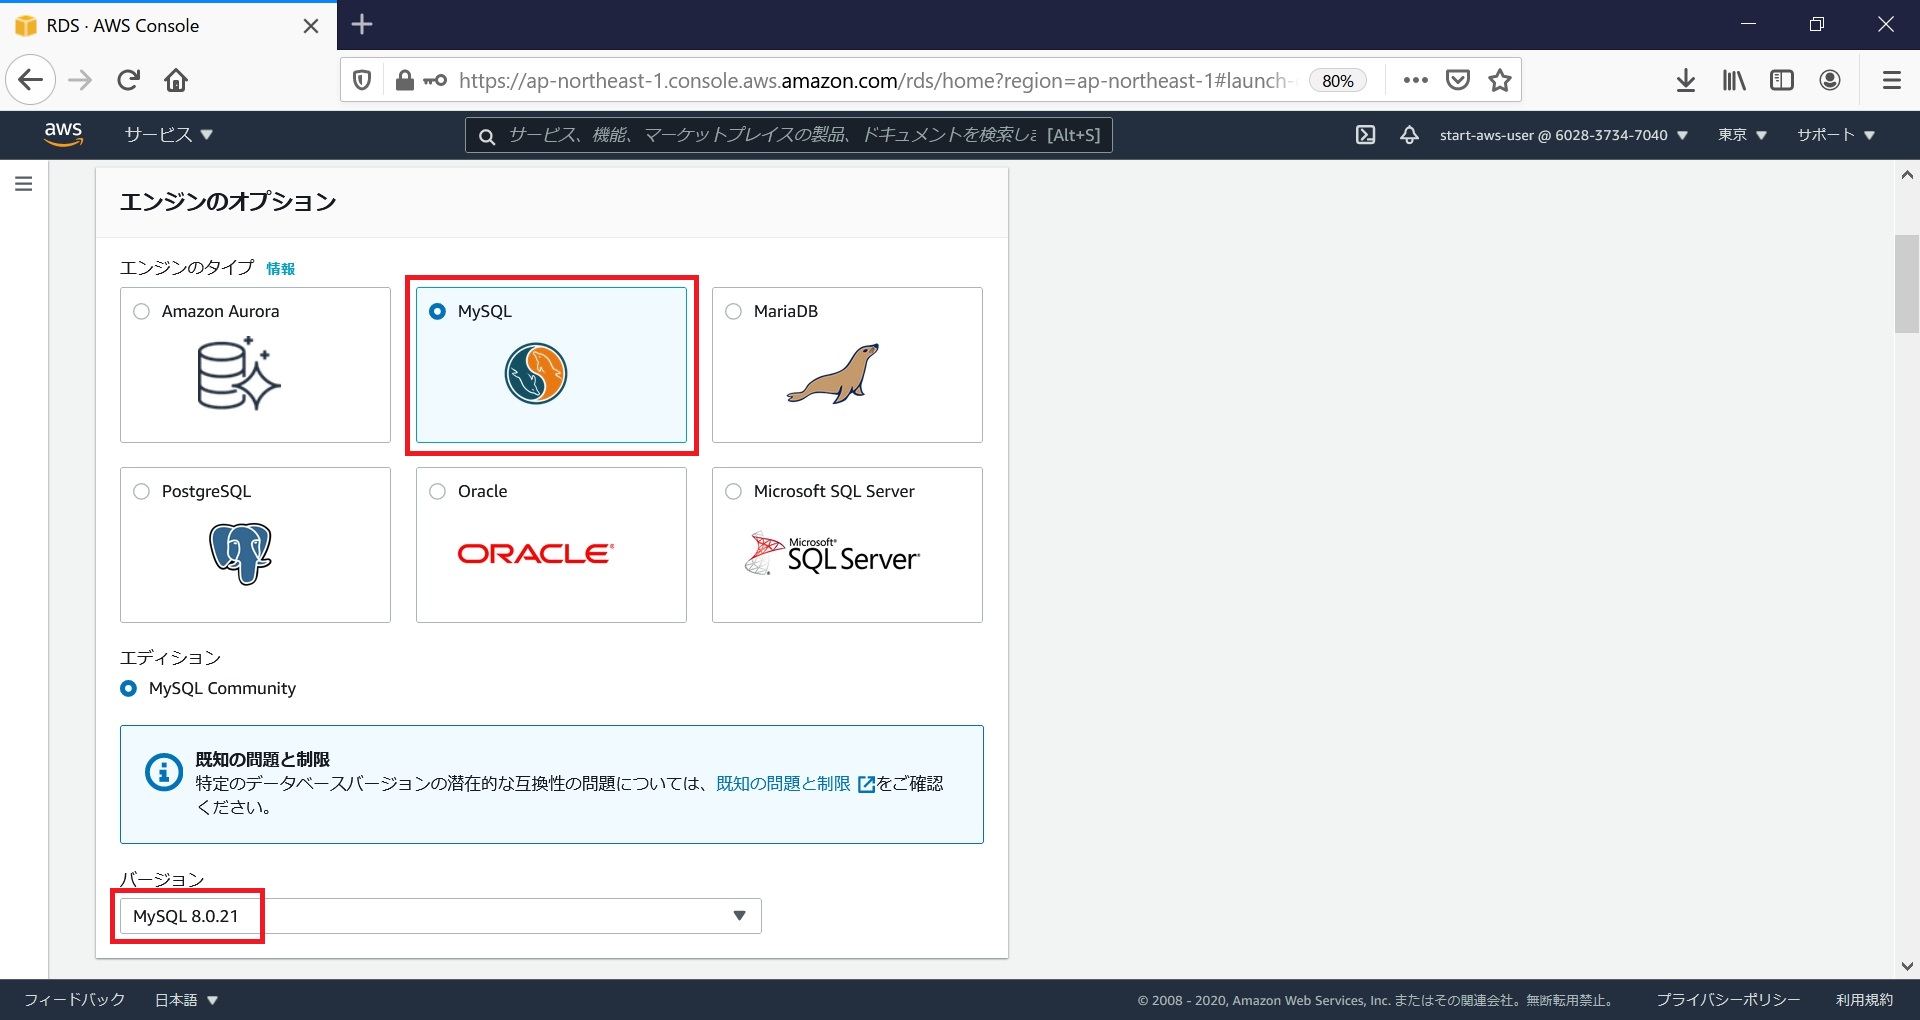 RDS · AWS Console
https://ap-northeast-1.console.aws.amazon.com/rds/home?region=ap-northeast-1#launch-
80%
aws
サービス
サービス、機能、マーケットプレイスの製品、ドキュメントを検索しま
[Alt+S]
start-aws-user @ 6028-3734-7040
東京
サポート
エンジンのオプション
エンジンのタイプ 情報
Amazon Aurora
MySQL
MariaDB
PostgreSQL
Oracle
ORACLE®
Microsoft SQL Server
Microsoft®
SQL Server®
エディション
MySQL Community
既知の問題と制限
特定のデータベースバージョンの潜在的な互換性の問題については、既知の問題と制限 をご確認
ください。
バージョン
MySQL 8.0.21
フィードバック
日本語
© 2008 - 2020, Amazon Web Services, Inc. またはその関連会社。無断転用禁止。
プライバシーポリシー
利用規約